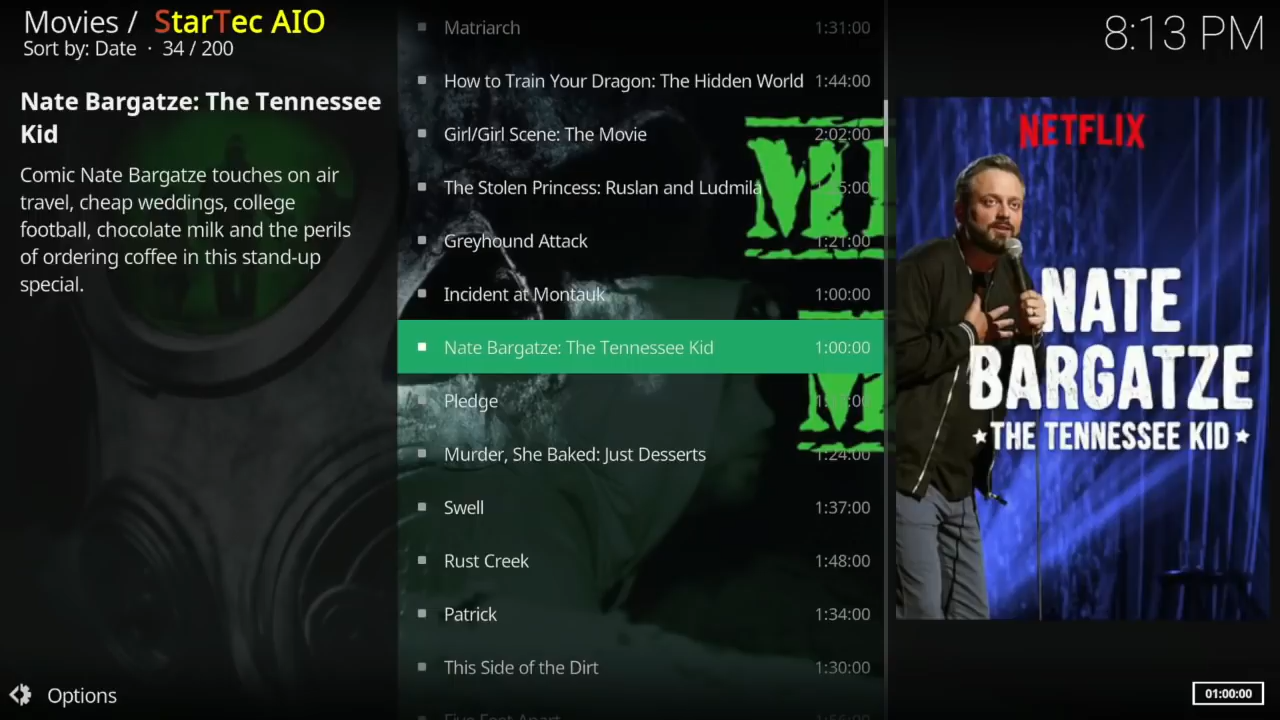 Movies / StarTec AIO
Sort by: Date · 34 / 200
Nate Bargatze: The Tennessee
Kid
Comic Nate Bargatze touches on air
travel, cheap weddings, college
football, chocolate milk and the perils
of ordering coffee in this stand-up
special.
Options
Matriarch 1:31:00
How to Train Your Dragon: The Hidden World 1:44:00
Girl/Girl Scene: The Movie 2:02:00
The Stolen Princess: Ruslan and Ludmila
Greyhound Attack 1:21:00
Incident at Montauk 1:00:00
Nate Bargatze: The Tennessee Kid 1:00:00
Pledge
Murder, She Baked: Just Desserts 1:24:00
Swell 1:37:00
Rust Creek 1:48:00
Patrick 1:34:00
This Side of the Dirt 1:30:00
Five Feet Apart
8:13 PM
NETFLIX
NATE
BARGATZE
THE TENNESSEE KID
01:00:00